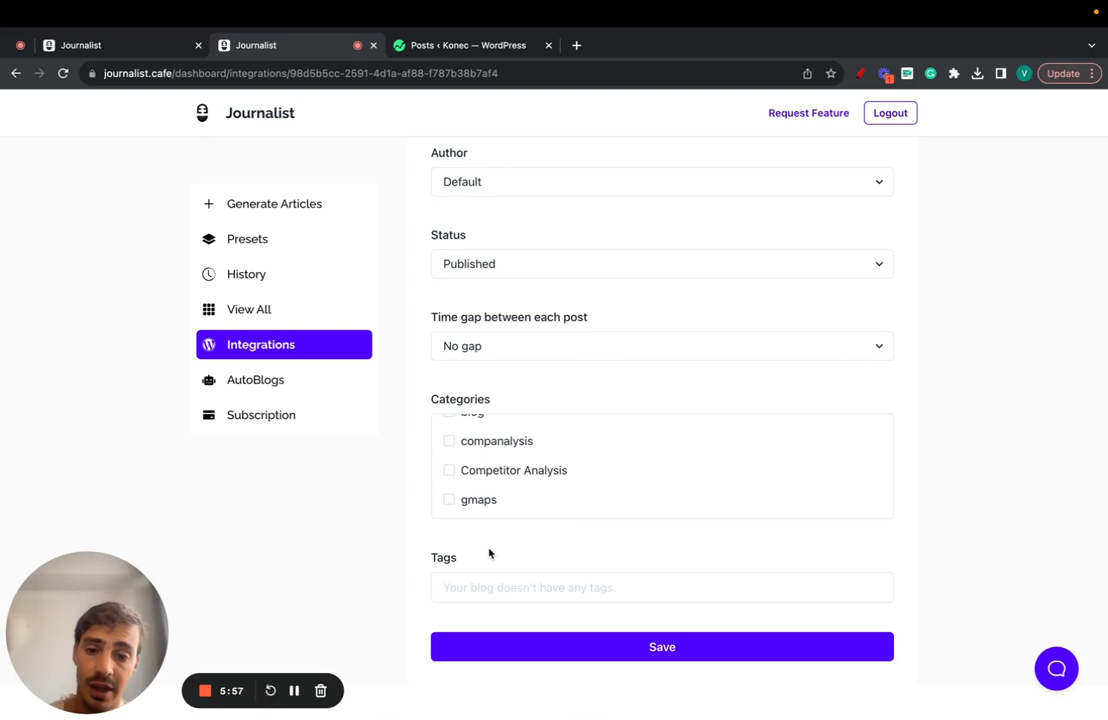 Journalist
Journalist
Posts ‹ Konec — WordPress
journalist.cafe/dashboard/integrations/98d5b5cc-2591-4d1a-af88-f787b38b7af4
1
V
Update
Journalist
Request Feature
Logout
Generate Articles
Presets
History
View All
Integrations
AutoBlogs
Subscription
Author
Default
Status
Published
Time gap between each post
No gap
Categories
blog
companalysis
Competitor Analysis
gmaps
Tags
Your blog doesn't have any tags.
Save
5:57